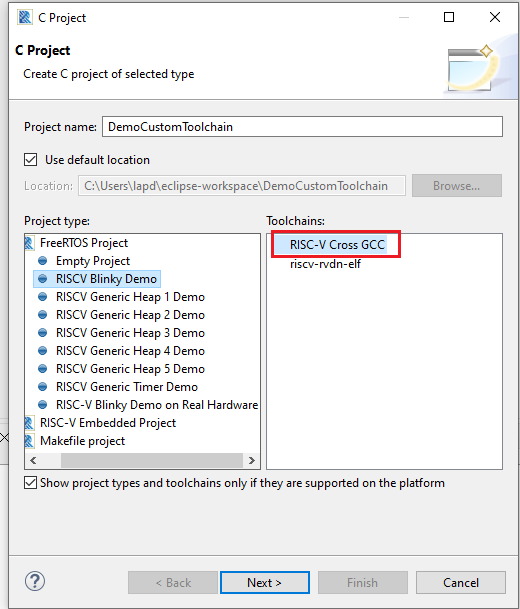 C Project
C Project
Create C project of selected type
Project name: DemoCustomToolchain
Use default location
Location: C:\Users\lapd\eclipse-workspace\DemoCustomToolchain Browse...
Project type:
FreeRTOS Project
Empty Project
RISCV Blinky Demo
RISCV Generic Heap 1 Demo
RISCV Generic Heap 2 Demo
RISCV Generic Heap 3 Demo
RISCV Generic Heap 4 Demo
RISCV Generic Heap 5 Demo
RISCV Generic Timer Demo
RISC-V Blinky Demo on Real Hardware
RISC-V Embedded Project
Makefile project
Toolchains:
RISC-V Cross GCC
riscv-rvdn-elf
Show project types and toolchains only if they are supported on the platform
? < Back Next > Finish Cancel